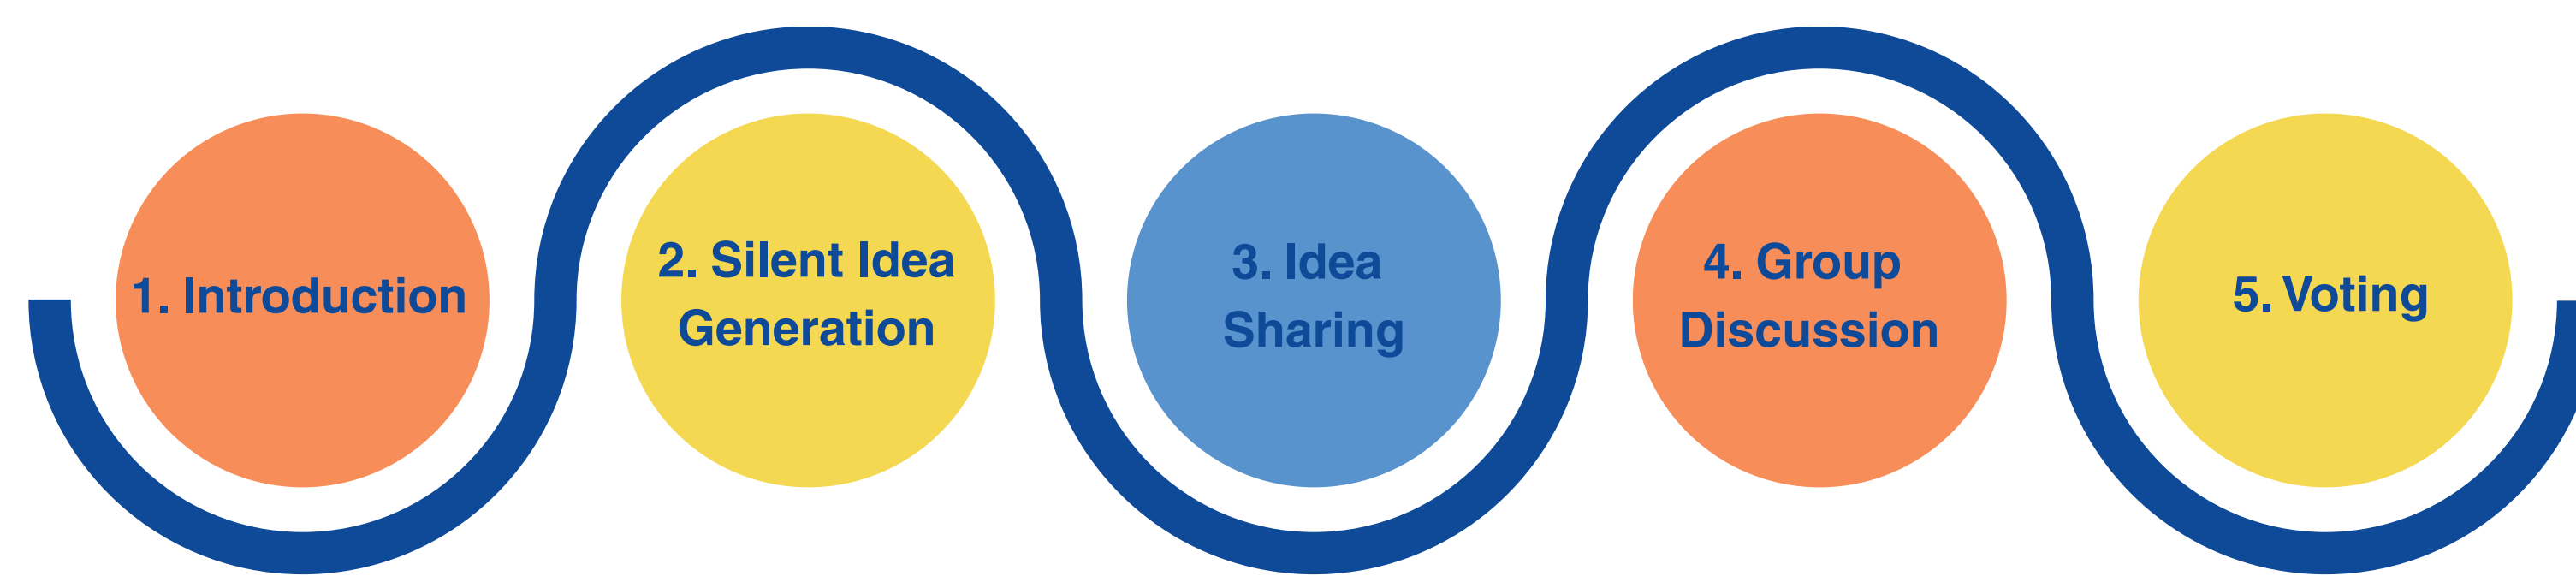 1. Introduction
2. Silent Idea
Generation
3. Idea
Sharing
4. Group
Discussion
5. Voting